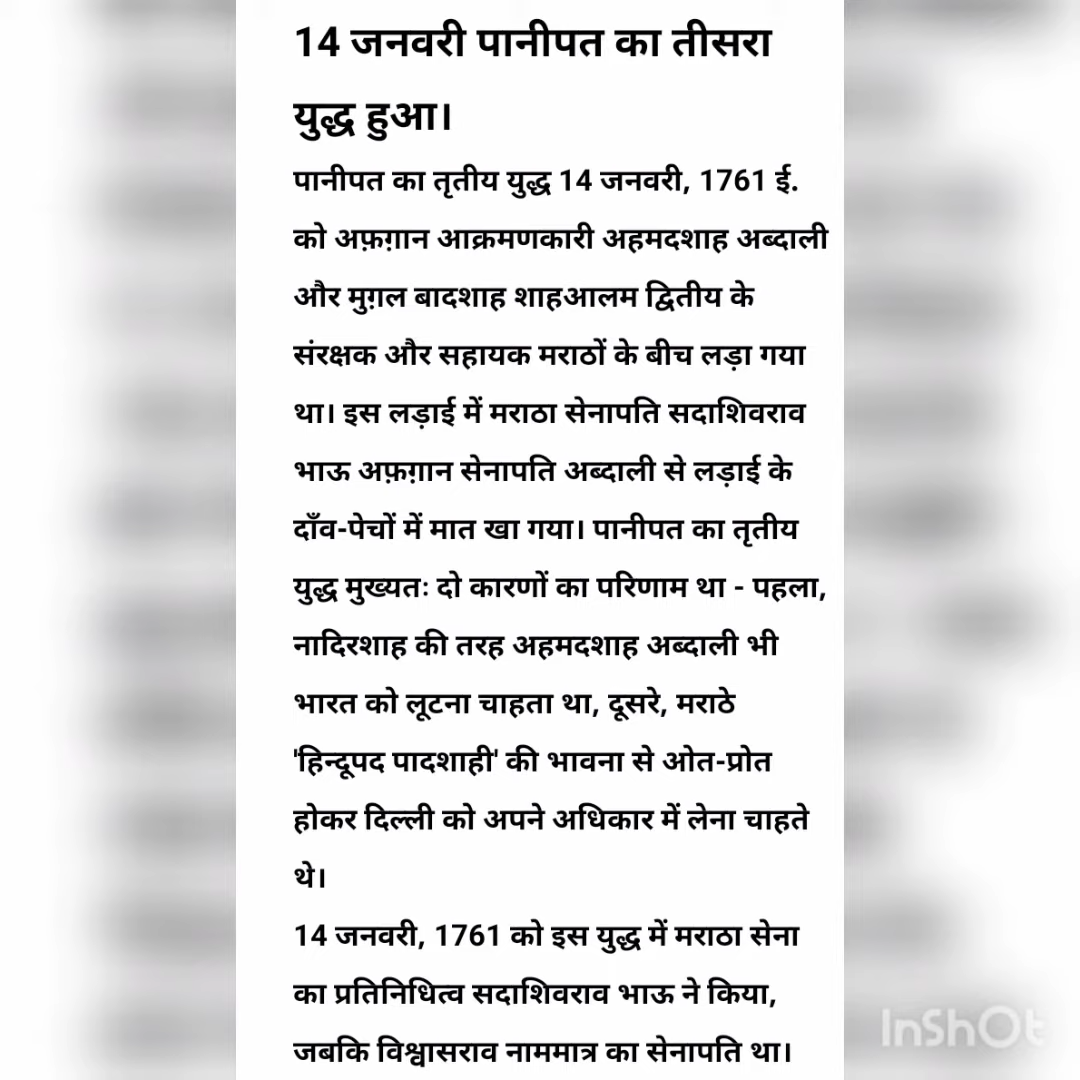 14 जनवरी पानीपत का तीसरा
युद्ध हुआ।
पानीपत का तृतीय युद्ध 14 जनवरी, 1761 ई.
को अफ़ग़ान आक्रमणकारी अहमदशाह अब्दाली
और मुग़ल बादशाह शाहआलम द्वितीय के
संरक्षक और सहायक मराठों के बीच लड़ा गया
था। इस लड़ाई में मराठा सेनापति सदाशिवराव
भाऊ अफ़ग़ान सेनापति अब्दाली से लड़ाई के
दाँव-पेचों में मात खा गया। पानीपत का तृतीय
युद्ध मुख्यतः दो कारणों का परिणाम था - पहला,
नादिरशाह की तरह अहमदशाह अब्दाली भी
भारत को लूटना चाहता था, दूसरे, मराठे
'हिन्दूपद पादशाही' की भावना से ओत-प्रोत
होकर दिल्ली को अपने अधिकार में लेना चाहते
थे।
14 जनवरी, 1761 को इस युद्ध में मराठा सेना
का प्रतिनिधित्व सदाशिवराव भाऊ ने किया,
जबकि विश्वासराव नाममात्र का सेनापति था।
InShOt